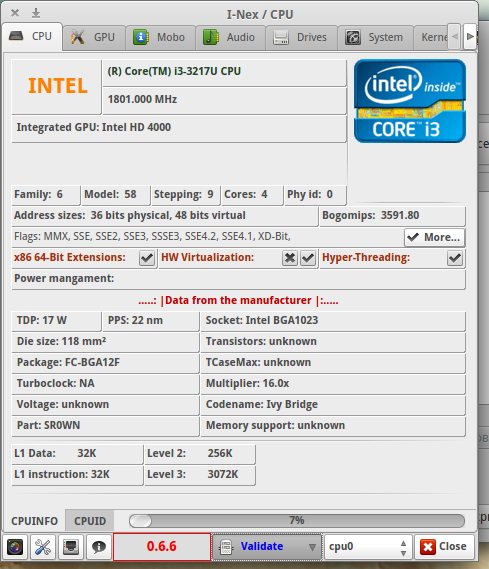 I-Nex / CPU
CPU GPU Mobo Audio Drives System Kerne
INTEL
(R) Core(TM) i3-3217U CPU
1801.000 MHz
Integrated GPU: Intel HD 4000
intel inside™
CORE i3
Family: 6 Model: 58 Stepping: 9 Cores: 4 Phy id: 0
Address sizes: 36 bits physical, 48 bits virtual Bogomips: 3591.80
Flags: MMX, SSE, SSE2, SSE3, SSSE3, SSE4.2, SSE4.1, XD-Bit, More...
x86 64-Bit Extensions: HW Virtualization: Hyper-Threading:
Power mangament:
.....: |Data from the manufacturer |:.....
TDP: 17 W PPS: 22 nm Socket: Intel BGA1023
Die size: 118 mm² Transistors: unknown
Package: FC-BGA12F TCaseMax: unknown
Turboclock: NA Multiplier: 16.0x
Voltage: unknown Codename: Ivy Bridge
Part: SR0WN Memory support: unknown
L1 Data: 32K Level 2: 256K
L1 instruction: 32K Level 3: 3072K
CPUINFO CPUID 7%
0.6.6 Validate cpu0 Close